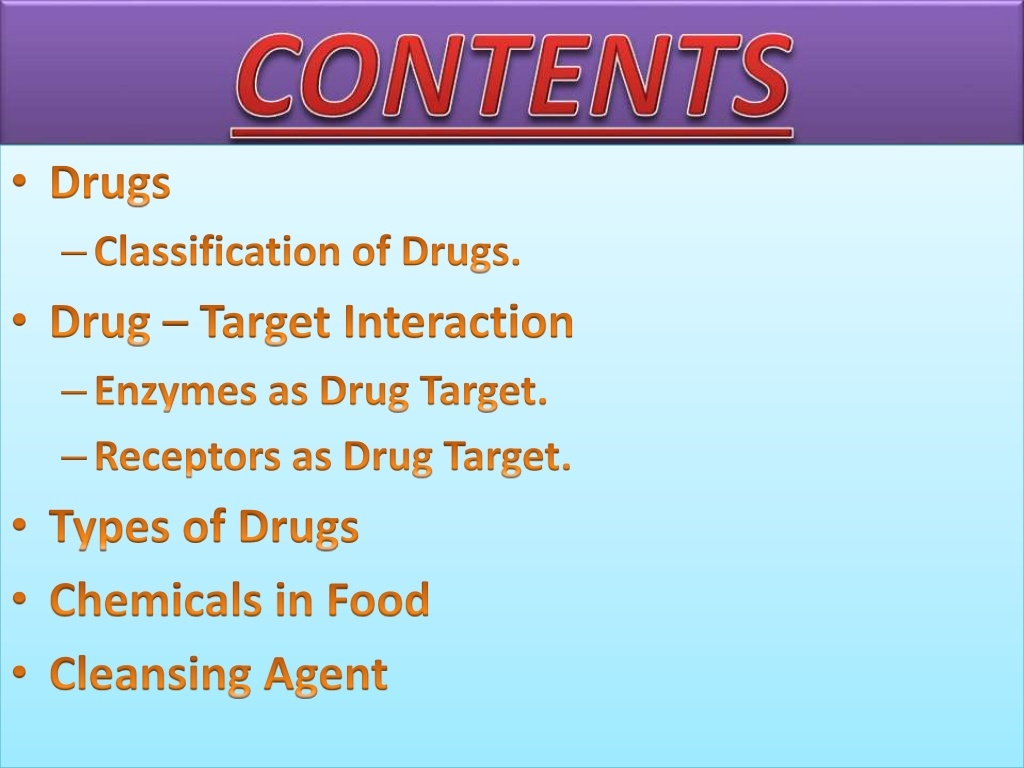 CONTENTS
• Drugs
– Classification of Drugs.
• Drug – Target Interaction
– Enzymes as Drug Target.
– Receptors as Drug Target.
• Types of Drugs
• Chemicals in Food
• Cleansing Agent